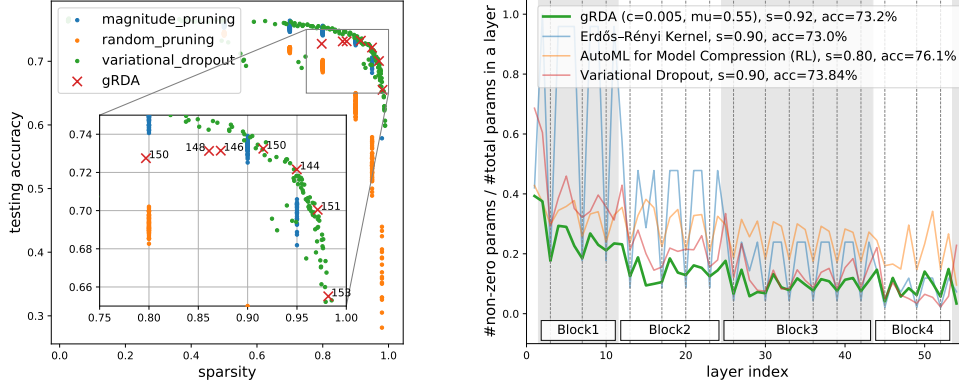 magnitude_pruning
random_pruning
variational_dropout
gRDA
0.7
0.6
0.5
0.4
0.3
testing accuracy
0.74
0.72
0.70
0.68
0.66
150
148
146
150
144
151
153
0.75 0.80 0.85 0.90 0.95 1.00
0.0 0.2 0.4 0.6 0.8 1.0
sparsity
gRDA (c=0.005, mu=0.55), s=0.92, acc=73.2%
Erdős–Rényi Kernel, s=0.90, acc=73.0%
AutoML for Model Compression (RL), s=0.80, acc=76.1%
Variational Dropout, s=0.90, acc=73.84%
#non-zero params / #total params in a layer
1.0
0.8
0.6
0.4
0.2
0.0
Block1 Block2 Block3 Block4
0 10 20 30 40 50
layer index